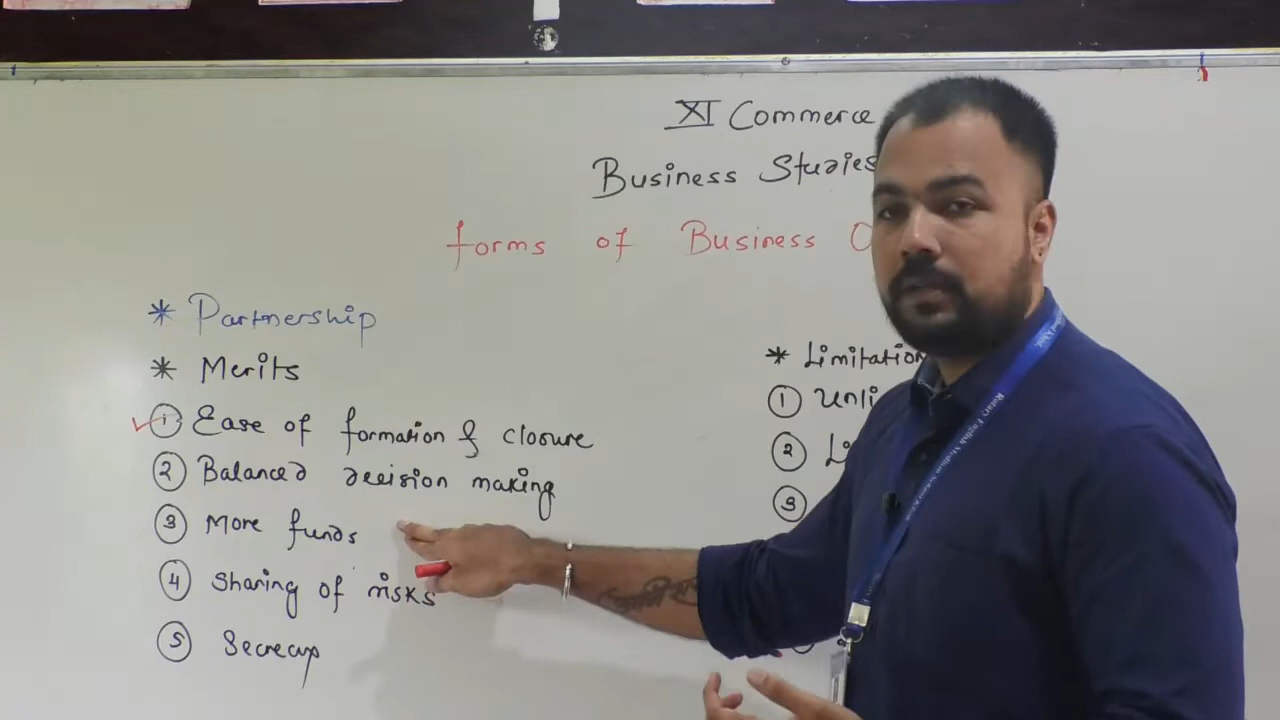 XI Commerce
Business Studies
forms of Business O
* Partnership
* Merits
① Ease of formation & closure
② Balanced decision making
③ More funds
④ Sharing of risks
⑤ Secrecy
* Limitation
① Unli
② Li
③